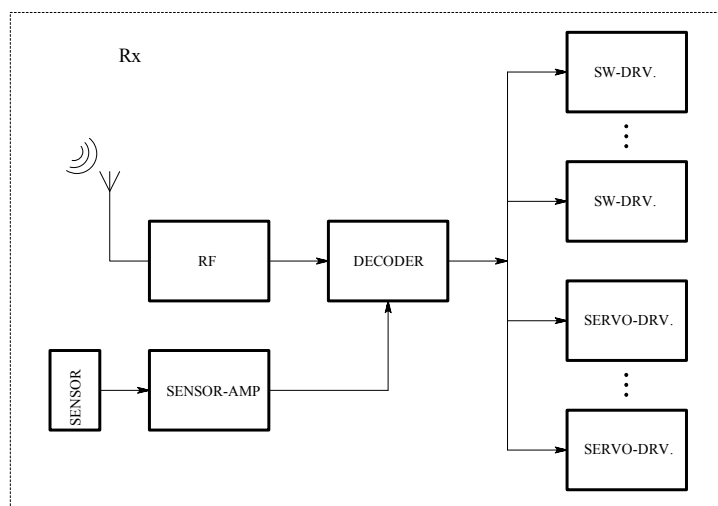 Rx
SW-DRV.
SW-DRV.
RF
DECODER
SERVO-DRV.
SENSOR
SENSOR-AMP
SERVO-DRV.